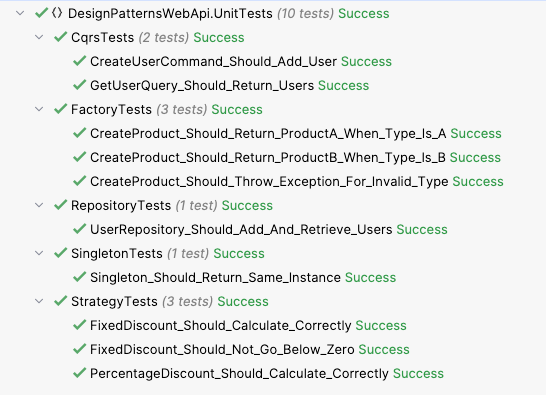 {} DesignPatternsWebApi.UnitTests (10 tests) Success
CqrsTests (2 tests) Success
CreateUserCommand_Should_Add_User Success
GetUserQuery_Should_Return_Users Success
FactoryTests (3 tests) Success
CreateProduct_Should_Return_ProductA_When_Type_Is_A Success
CreateProduct_Should_Return_ProductB_When_Type_Is_B Success
CreateProduct_Should_Throw_Exception_For_Invalid_Type Success
RepositoryTests (1 test) Success
UserRepository_Should_Add_And_Retrieve_Users Success
SingletonTests (1 test) Success
Singleton_Should_Return_Same_Instance Success
StrategyTests (3 tests) Success
FixedDiscount_Should_Calculate_Correctly Success
FixedDiscount_Should_Not_Go_Below_Zero Success
PercentageDiscount_Should_Calculate_Correctly Success